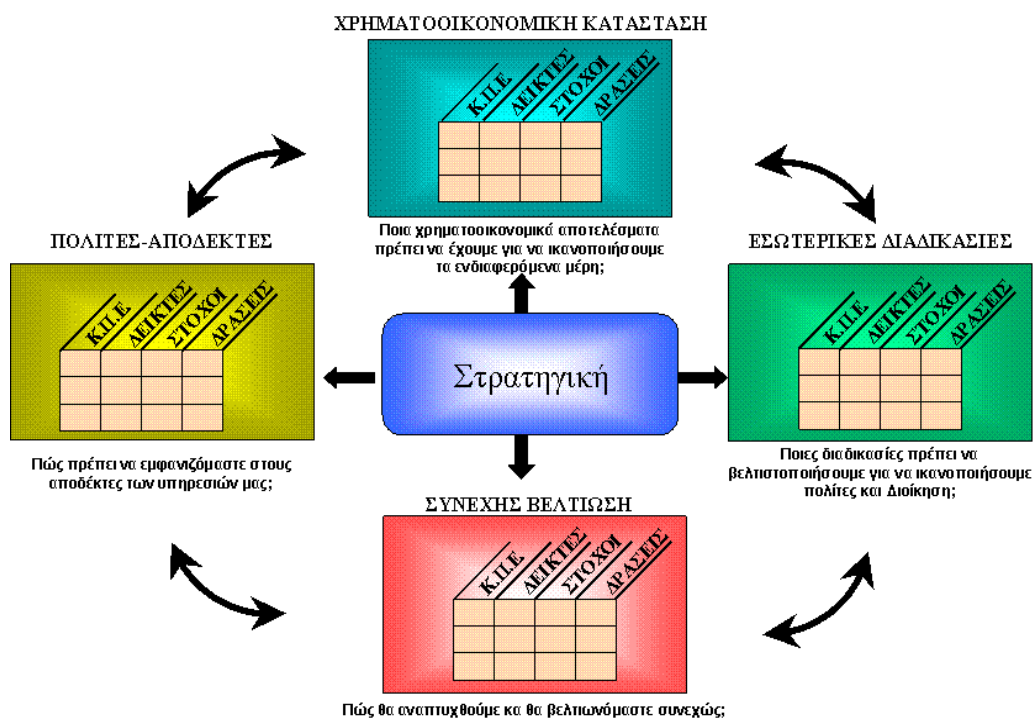 ΧΡΗΜΑΤΟΟΙΚΟΝΟΜΙΚΗ ΚΑΤΑΣΤΑΣΗ
Κ.Π.Ε
ΔΕΙΚΤΕΣ
ΣΤΟΧΟΙ
ΔΡΑΣΕΙΣ
Ποια χρηματοοικονομικά αποτελέσματα
πρέπει να έχουμε για να ικανοποιήσουμε
τα ενδιαφερόμενα μέρη;
ΠΟΛΙΤΕΣ-ΑΠΟΔΕΚΤΕΣ
Κ.Π.Ε
ΔΕΙΚΤΕΣ
ΣΤΟΧΟΙ
ΔΡΑΣΕΙΣ
Πώς πρέπει να εμφανιζόμαστε στους
αποδέκτες των υπηρεσιών μας;
Στρατηγική
ΕΣΩΤΕΡΙΚΕΣ ΔΙΑΔΙΚΑΣΙΕΣ
Κ.Π.Ε
ΔΕΙΚΤΕΣ
ΣΤΟΧΟΙ
ΔΡΑΣΕΙΣ
Ποιες διαδικασίες πρέπει να
βελτιστοποιήσουμε για να ικανοποιήσουμε
πολίτες και Διοίκηση;
ΣΥΝΕΧΗΣ ΒΕΛΤΙΩΣΗ
Κ.Π.Ε
ΔΕΙΚΤΕΣ
ΣΤΟΧΟΙ
ΔΡΑΣΕΙΣ
Πώς θα αναπτυχθούμε κα θα βελτιωνόμαστε συνεχώς;